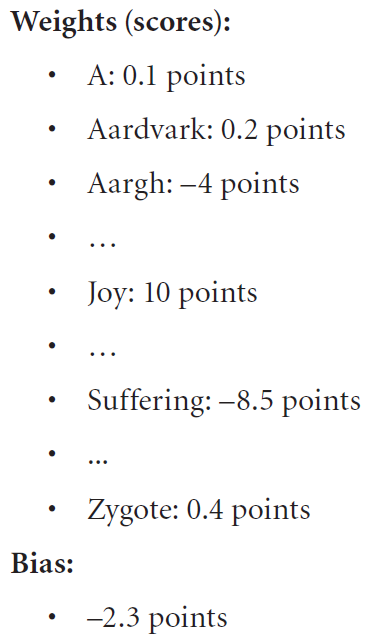 Weights (scores):
• A: 0.1 points
• Aardvark: 0.2 points
• Aargh: –4 points
• …
• Joy: 10 points
• …
• Suffering: –8.5 points
• ...
• Zygote: 0.4 points
Bias:
• –2.3 points